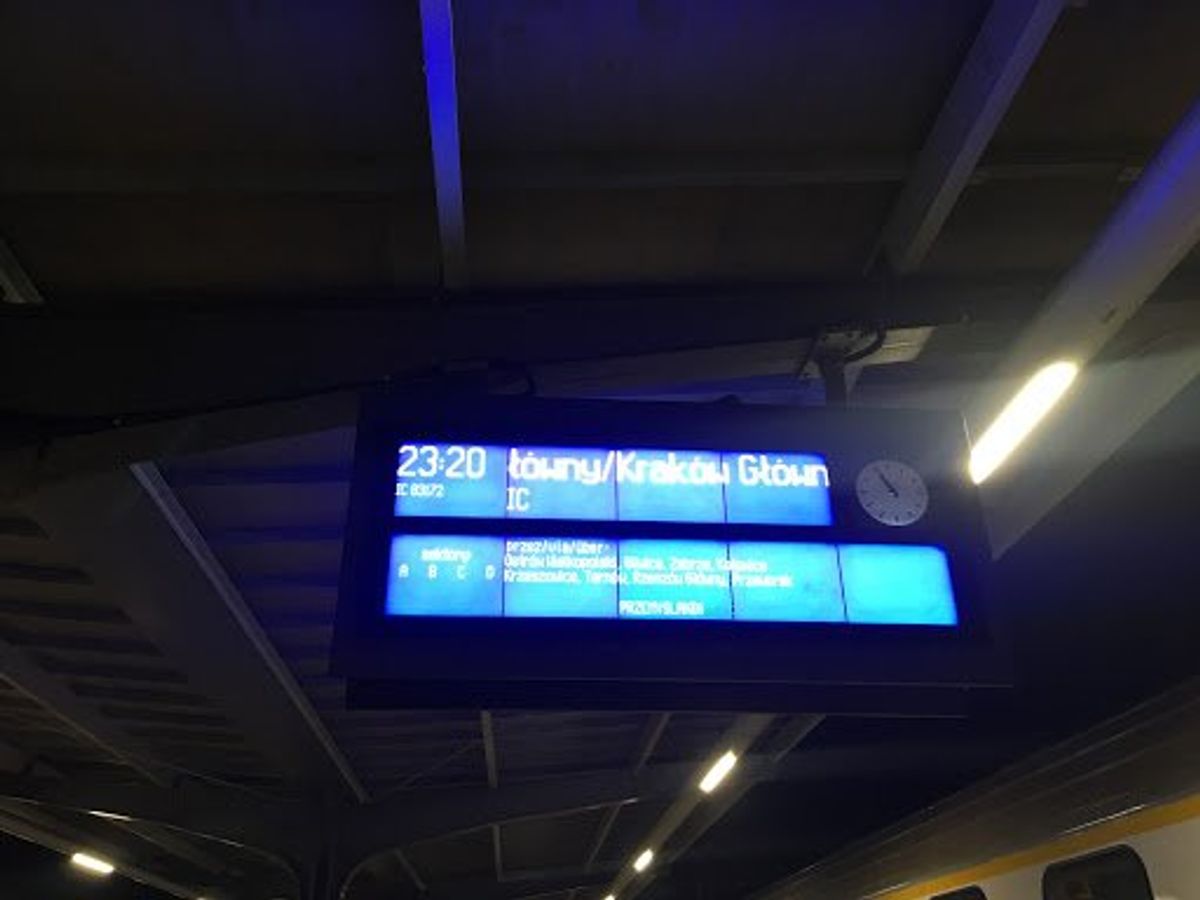 23:20 łówny/Kraków Główn
IC 83172 IC
sektory
A B C D
przez/via/über:
Ostrów Wielkopolski, Gliwice, Zabrze, Katowice
Krzeszowice, Tarnów, Rzeszów Główny, Przeworsk
PRZEMYŚLANIN